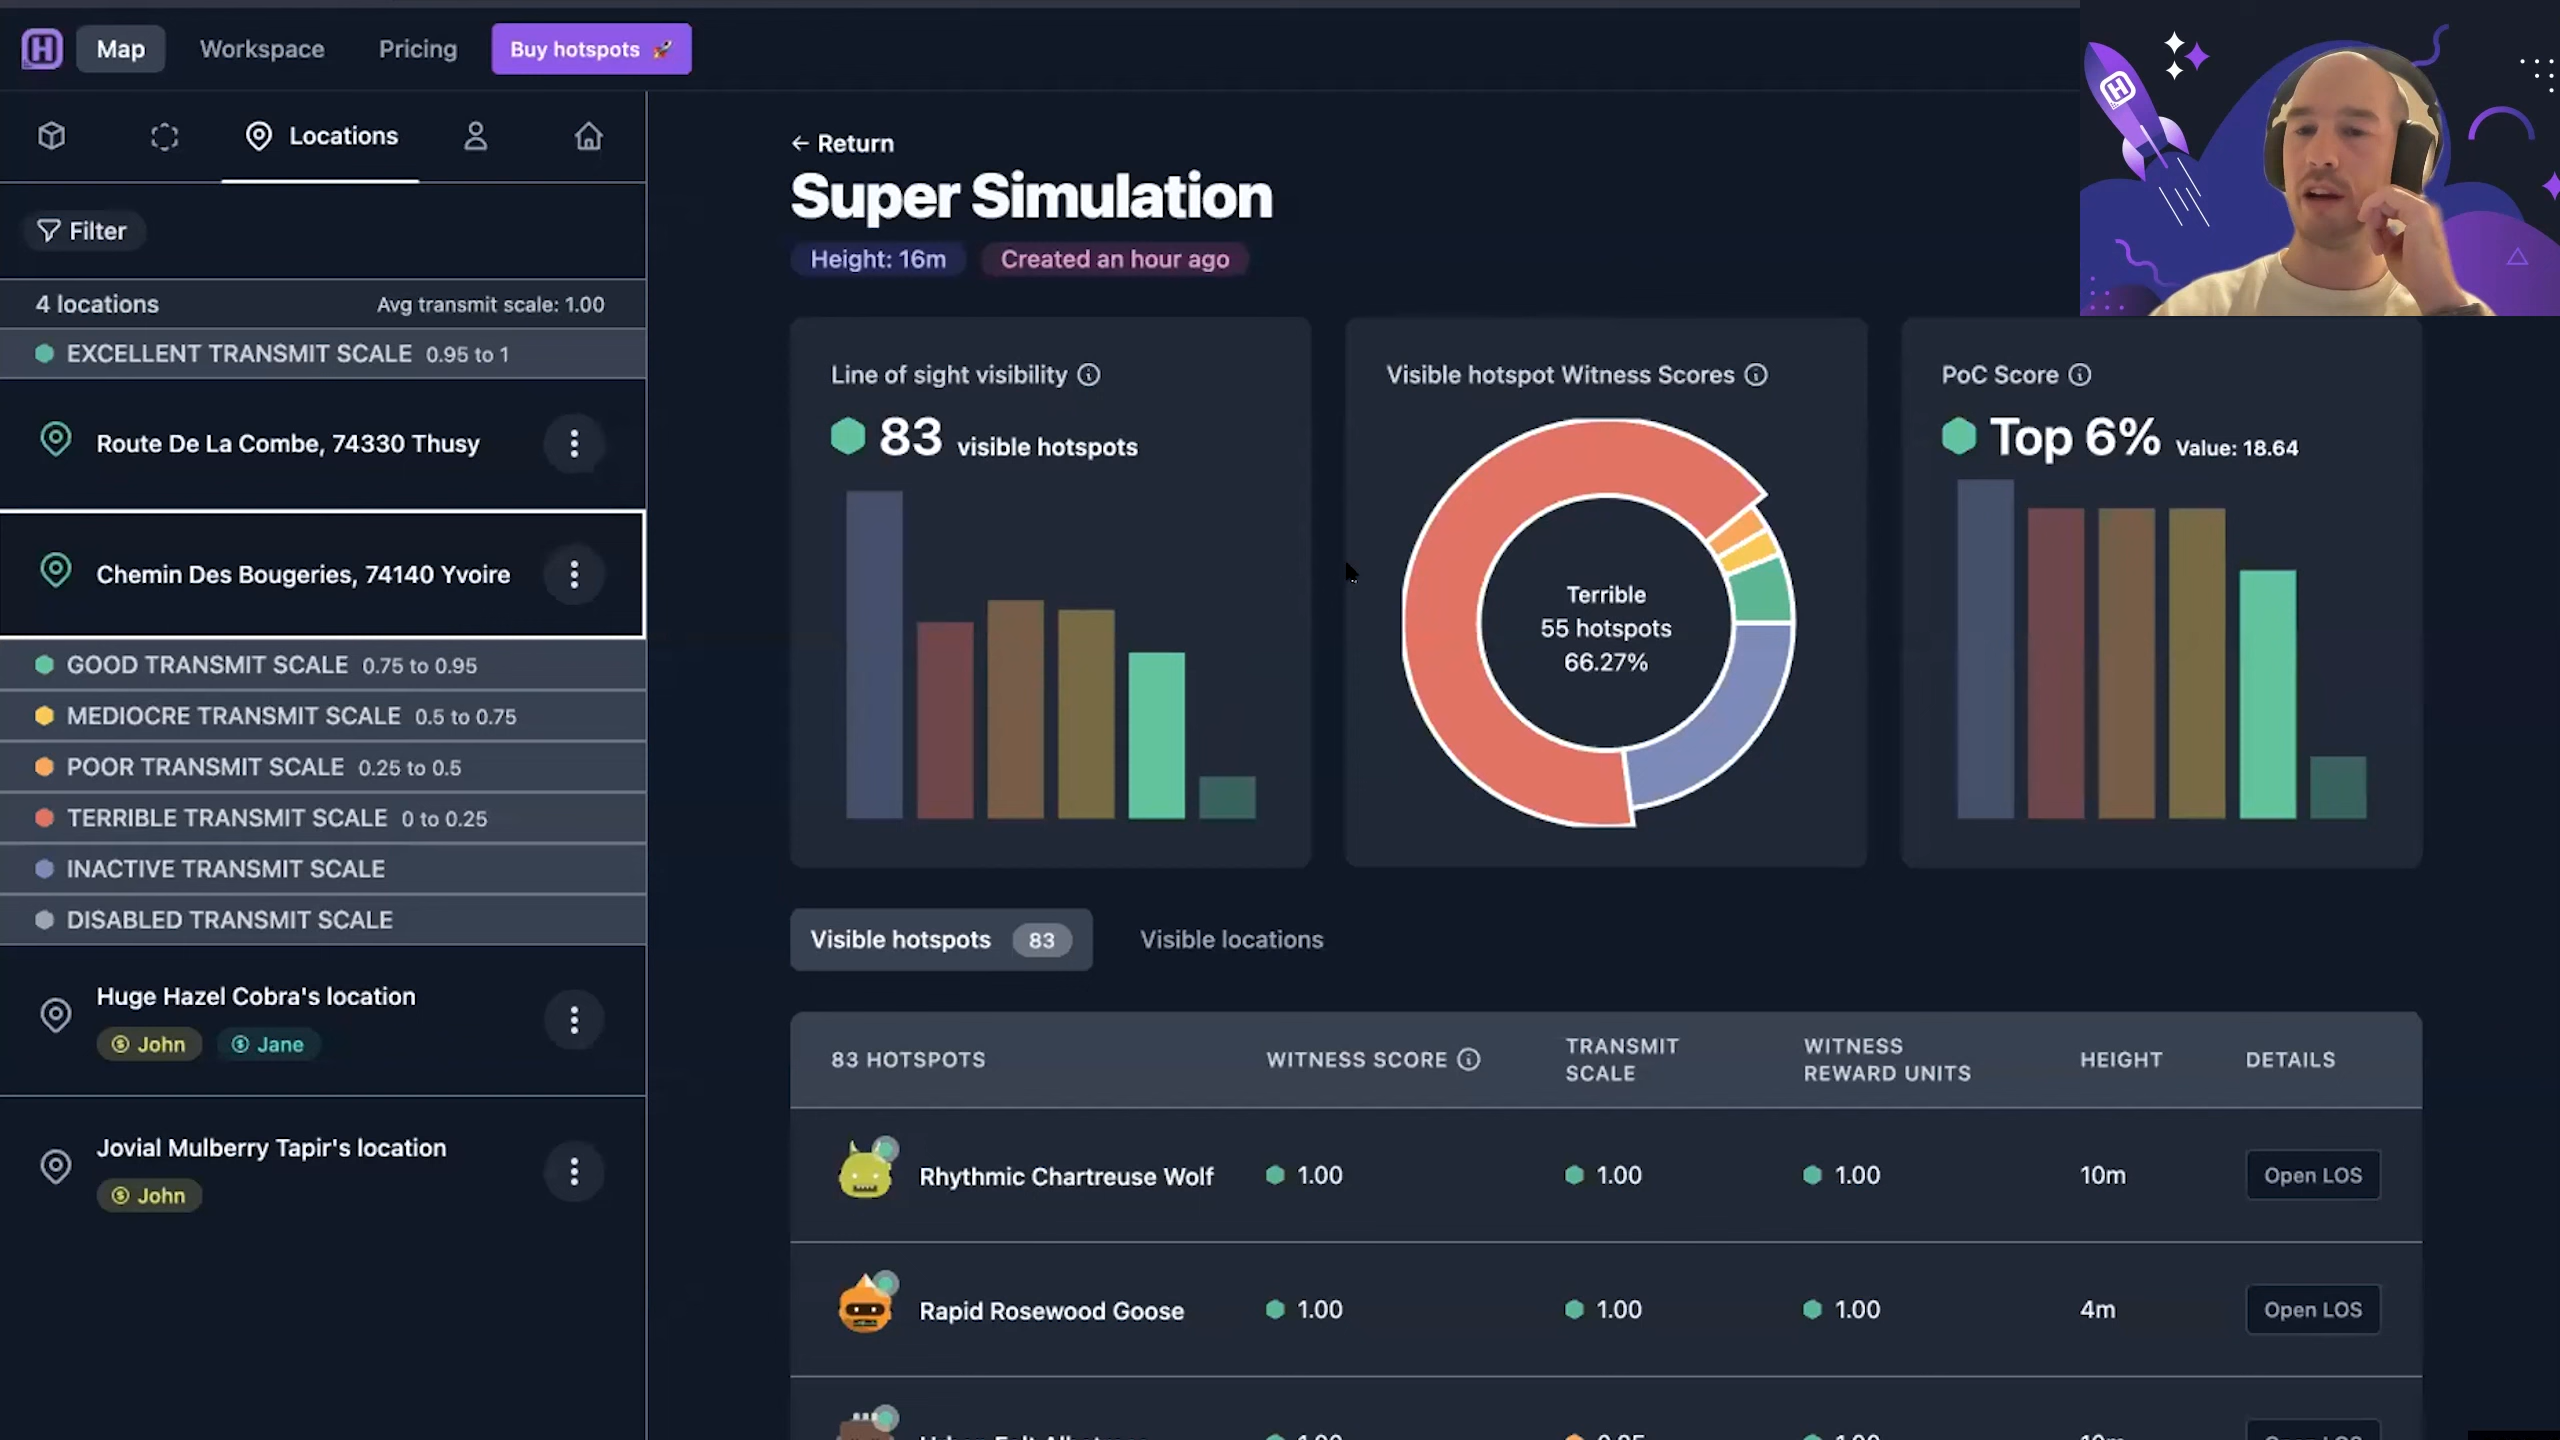 Map
Workspace
Pricing
Buy hotspots
Locations
Filter
4 locations
Avg transmit scale: 1.00
EXCELLENT TRANSMIT SCALE 0.95 to 1
Route De La Combe, 74330 Thusy
Chemin Des Bougeries, 74140 Yvoire
GOOD TRANSMIT SCALE 0.75 to 0.95
MEDIOCRE TRANSMIT SCALE 0.5 to 0.75
POOR TRANSMIT SCALE 0.25 to 0.5
TERRIBLE TRANSMIT SCALE 0 to 0.25
INACTIVE TRANSMIT SCALE
DISABLED TRANSMIT SCALE
Huge Hazel Cobra's location
John
Jane
Jovial Mulberry Tapir's location
John
← Return
Super Simulation
Height: 16m
Created an hour ago
Line of sight visibility
83 visible hotspots
Visible hotspot Witness Scores
Terrible
55 hotspots
66.27%
PoC Score
Top 6% Value: 18.64
Visible hotspots 83
Visible locations
83 HOTSPOTS
WITNESS SCORE
TRANSMIT
SCALE
WITNESS
REWARD UNITS
HEIGHT
DETAILS
Rhythmic Chartreuse Wolf
1.00
1.00
1.00
10m
Open LOS
Rapid Rosewood Goose
1.00
1.00
1.00
4m
Open LOS